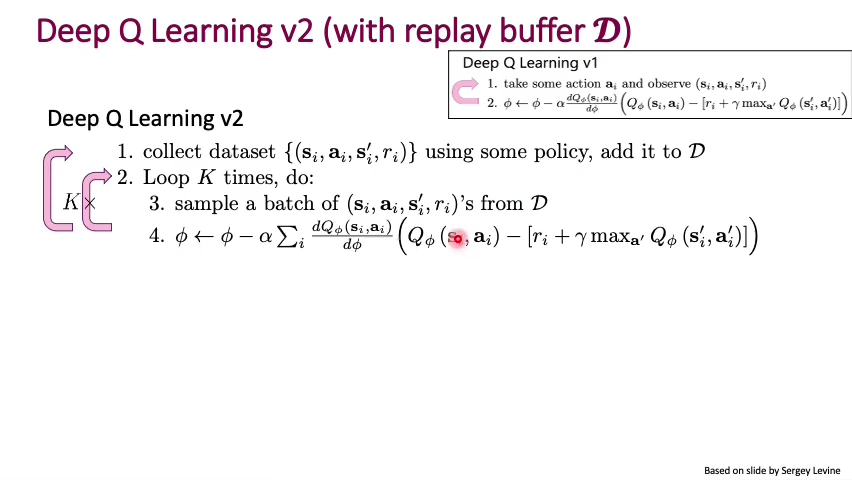 Deep Q Learning v2 (with replay buffer 𝓓)
Deep Q Learning v1
1. take some action aᵢ and observe (sᵢ, aᵢ, s′ᵢ, rᵢ)
2. ϕ ← ϕ − α dQϕ(sᵢ,aᵢ)/dϕ (Qϕ (sᵢ, aᵢ) − [rᵢ + γ maxₐ′ Qϕ (s′ᵢ, a′ᵢ)])
Deep Q Learning v2
1. collect dataset {(sᵢ, aᵢ, s′ᵢ, rᵢ)} using some policy, add it to 𝒟
2. Loop K times, do:
K×
3. sample a batch of (sᵢ, aᵢ, s′ᵢ, rᵢ)'s from 𝒟
4. ϕ ← ϕ − α ∑ᵢ dQϕ(sᵢ,aᵢ)/dϕ (Qϕ (sᵢ, aᵢ) − [rᵢ + γ maxₐ′ Qϕ (s′ᵢ, a′ᵢ)])
Based on slide by Sergey Levine